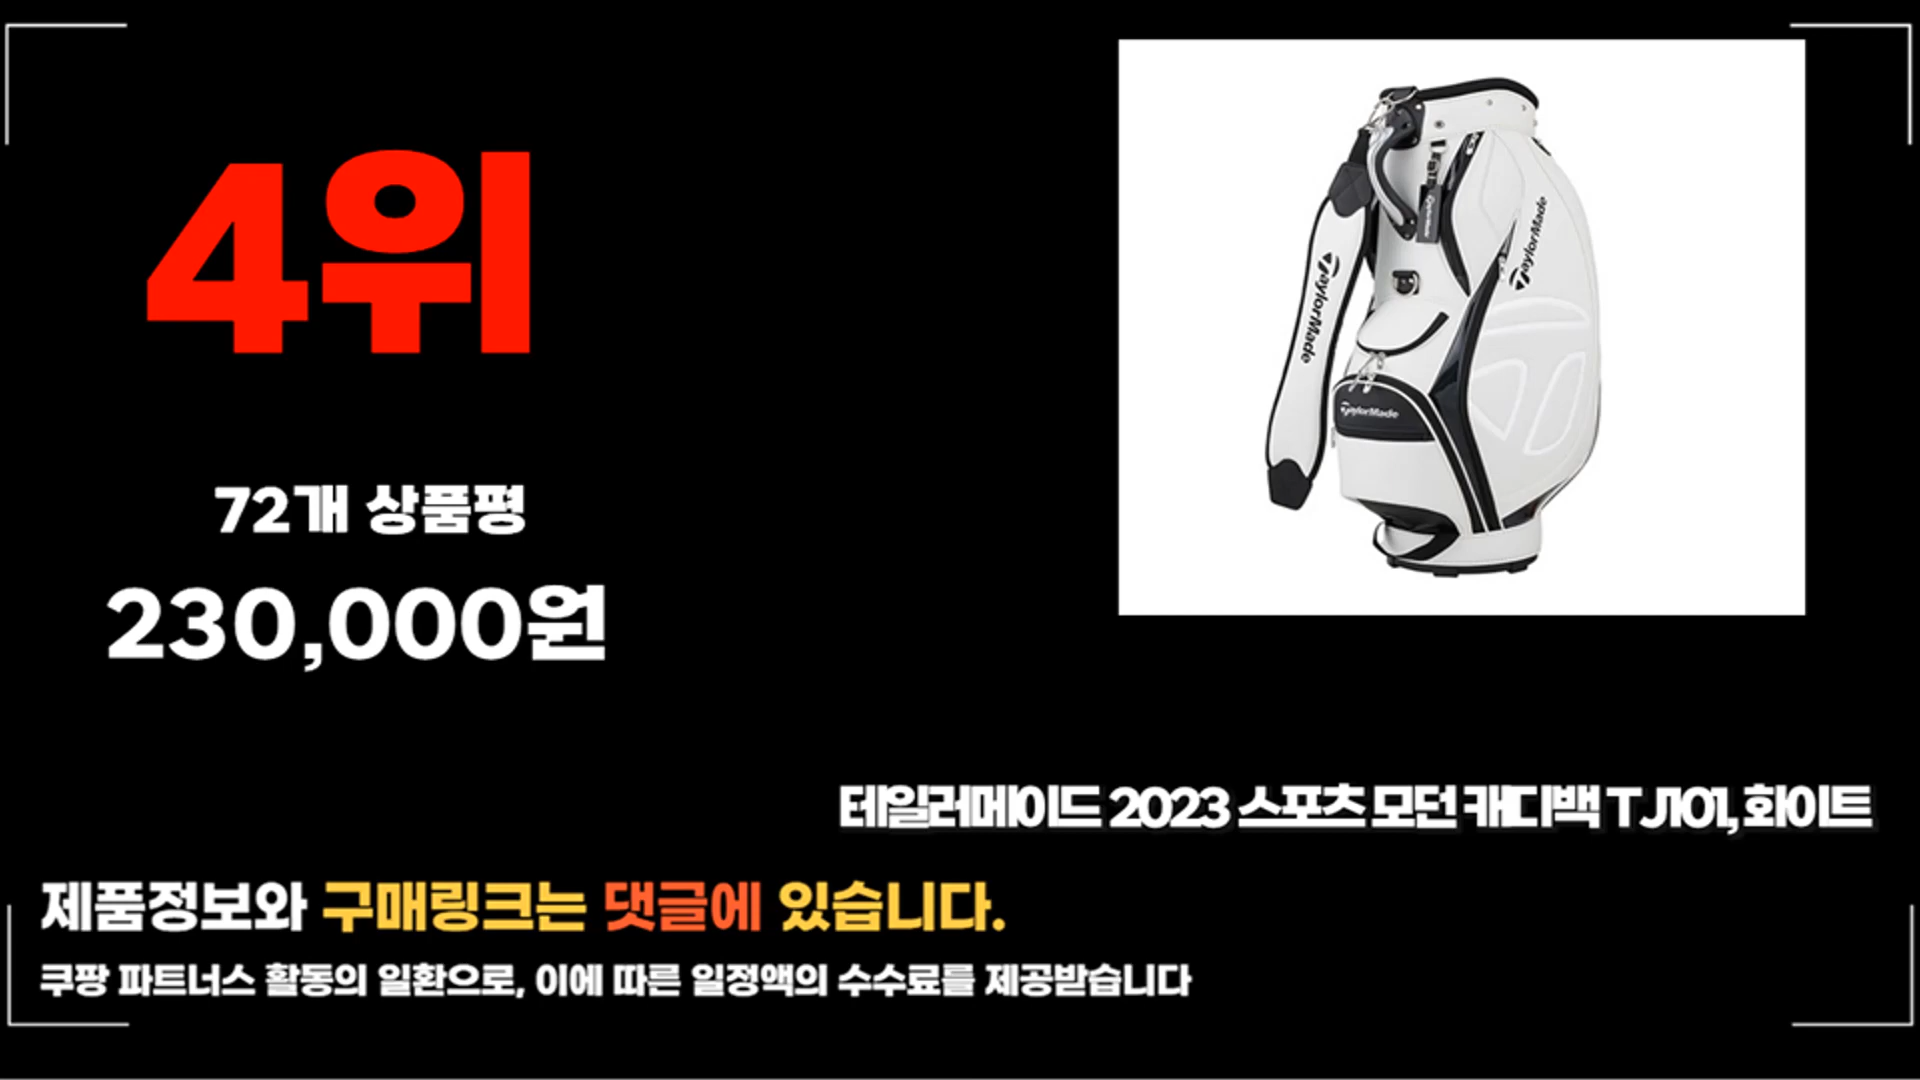 4위
72개 상품평
230,000원
TaylorMade
TaylorMade
TaylorMade
테일러메이드 2023 스포츠 모던 캐디백 TJ101, 화이트
제품정보와 구매링크는 댓글에 있습니다.
쿠팡 파트너스 활동의 일환으로, 이에 따른 일정액의 수수료를 제공받습니다